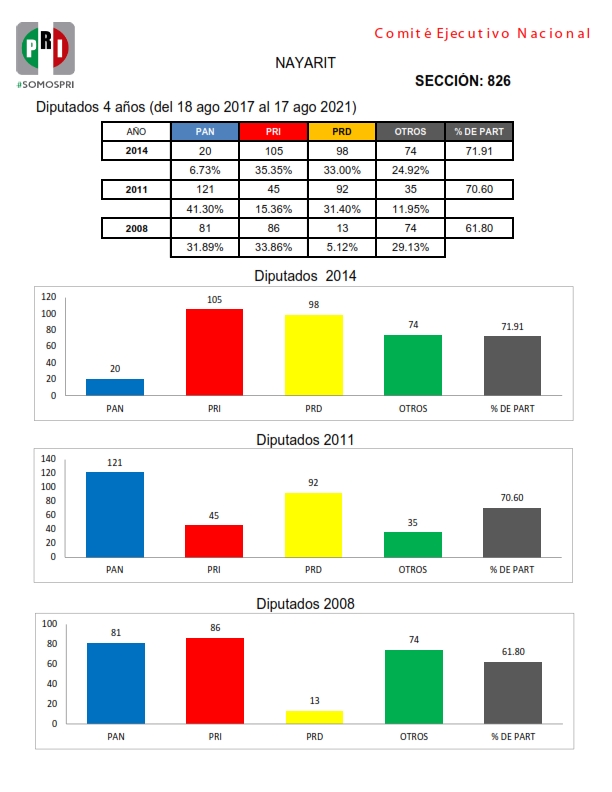 Comité Ejecutivo Nacional
PRI
#SOMOSPRI
NAYARIT
SECCIÓN: 826
Diputados 4 años (del 18 ago 2017 al 17 ago 2021)
AÑO PAN PRI PRD OTROS % DE PART
2014 20 105 98 74 71.91
6.73% 35.35% 33.00% 24.92%
2011 121 45 92 35 70.60
41.30% 15.36% 31.40% 11.95%
2008 81 86 13 74 61.80
31.89% 33.86% 5.12% 29.13%
Diputados 2014
120
100
80
60
40
20
0
20 105 98 74 71.91
PAN PRI PRD OTROS % DE PART
Diputados 2011
140
120
100
80
60
40
20
0
121 45 92 35 70.60
PAN PRI PRD OTROS % DE PART
Diputados 2008
100
80
60
40
20
0
81 86 13 74 61.80
PAN PRI PRD OTROS % DE PART